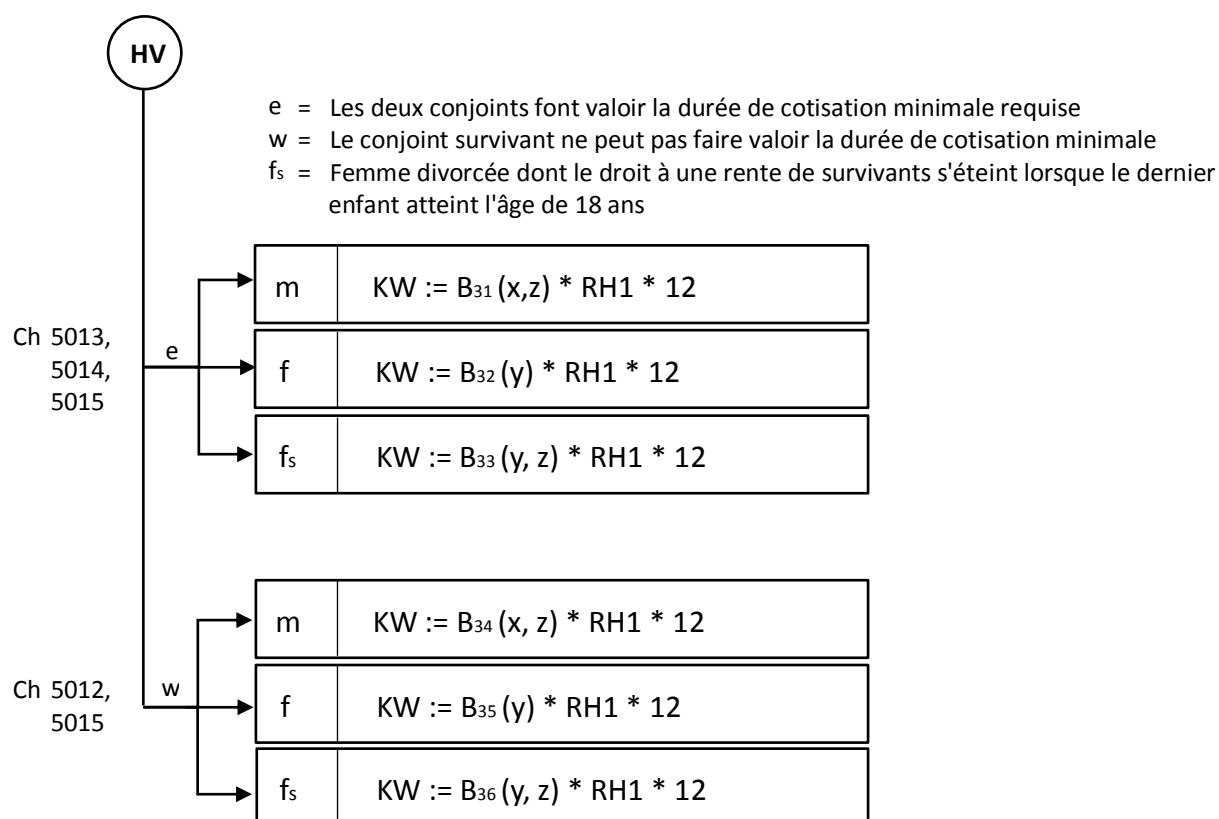 HV
e = Les deux conjoints font valoir la durée de cotisation minimale requise
w = Le conjoint survivant ne peut pas faire valoir la durée de cotisation minimale
fs = Femme divorcée dont le droit à une rente de survivants s'éteint lorsque le dernier
enfant atteint l'âge de 18 ans
Ch 5013,
5014,
5015
e
m KW := B31 (x,z) * RH1 * 12
f KW := B32 (y) * RH1 * 12
fs KW := B33 (y, z) * RH1 * 12
Ch 5012,
5015
w
m KW := B34 (x, z) * RH1 * 12
f KW := B35 (y) * RH1 * 12
fs KW := B36 (y, z) * RH1 * 12